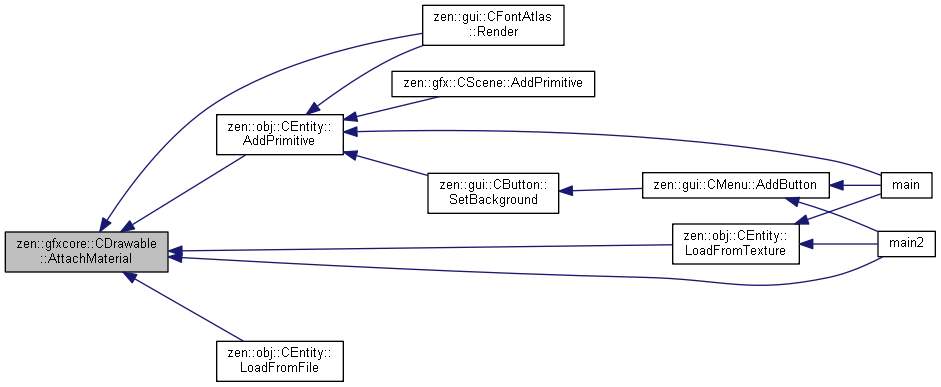 zen::gui::CFontAtlas
::Render
zen::gfx::CScene::AddPrimitive
zen::obj::CEntity::
AddPrimitive
zen::gui::CButton::
SetBackground
zen::gui::CMenu::AddButton
main
zen::gfxcore::CDrawable
::AttachMaterial
zen::obj::CEntity::
LoadFromTexture
main2
zen::obj::CEntity::
LoadFromFile